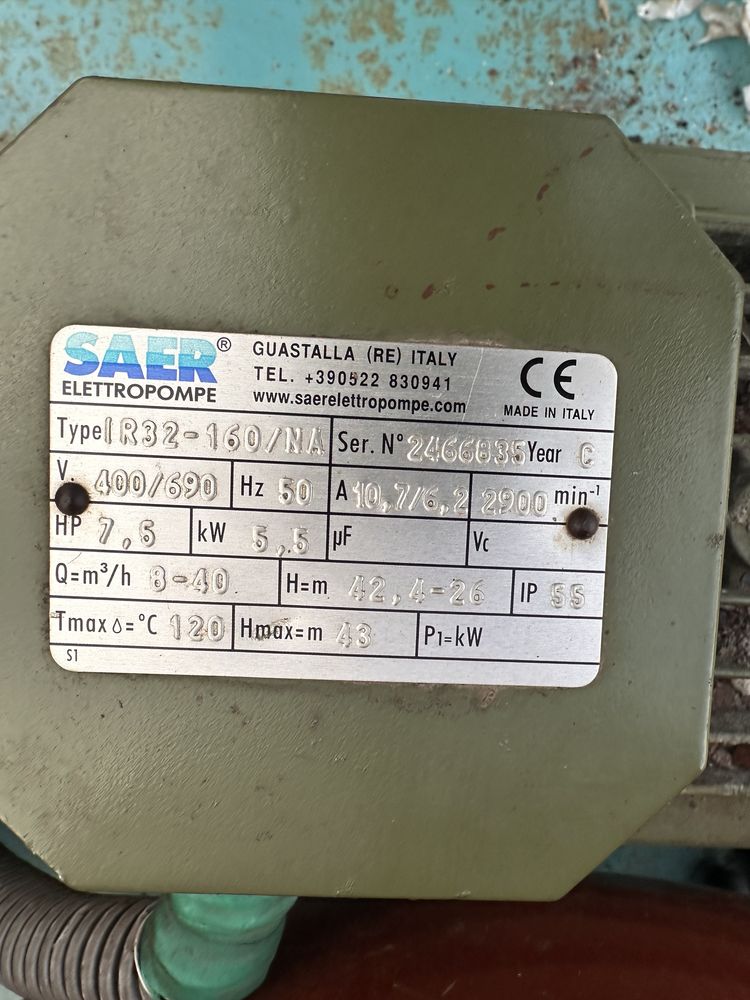 SAER®
ELETTROPOMPE
GUASTALLA (RE) ITALY
TEL. +390522 830941
www.saerelettropompe.com
CE
MADE IN ITALY
Type IR32-160/NA Ser. N° 2466835 Year C
V 400/690 Hz 50 A 10,7/6,2 2900 min-1
HP 7,5 kW 5,5 µF Vc
Q=m³/h 8-40 H=m 42,4-26 IP 55
Tmax 💧=°C 120 Hmax=m 43 P1=kW
S1